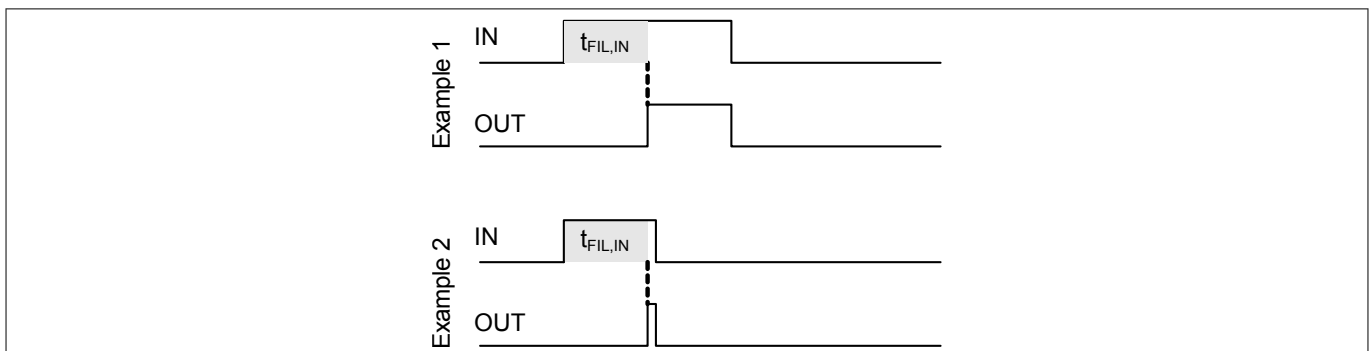 Example 1
IN
tFIL,IN
OUT
Example 2
IN
tFIL,IN
OUT